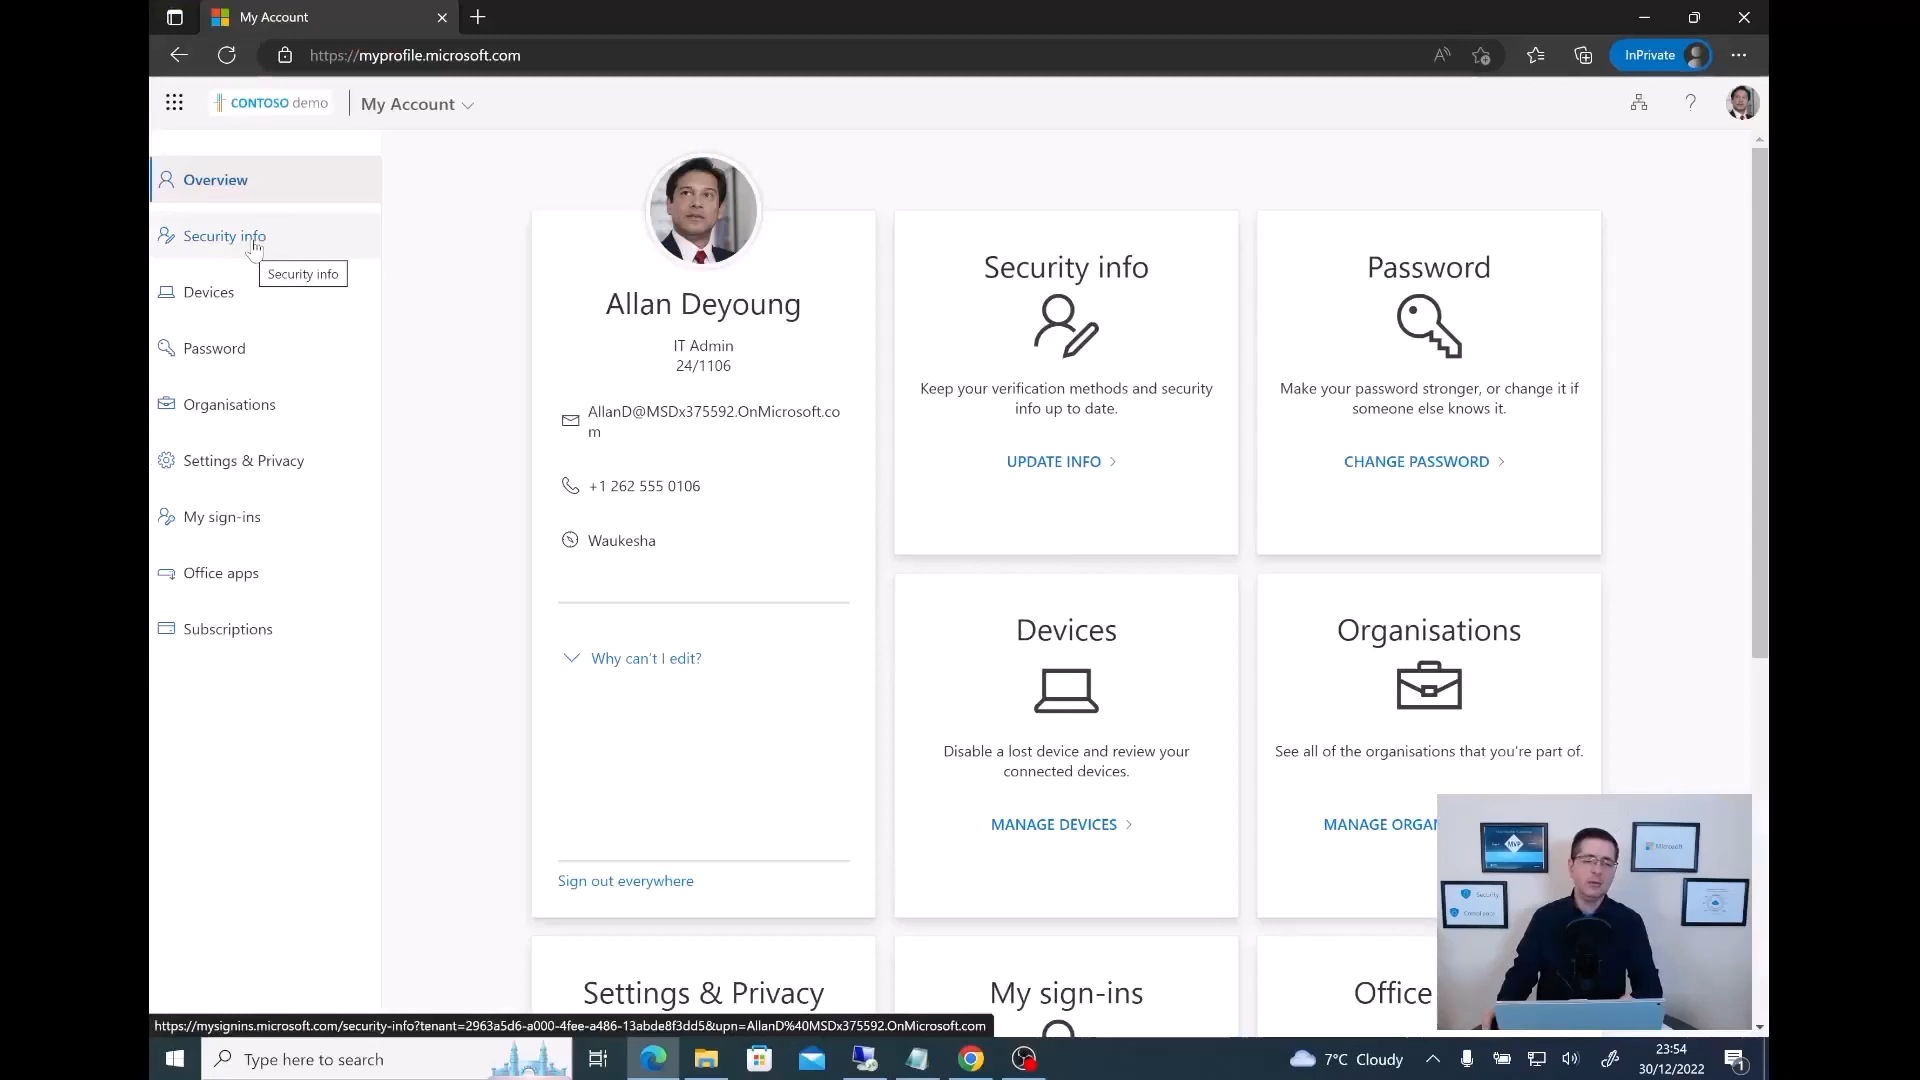 My Account
https://myprofile.microsoft.com
InPrivate
CONTOSO demo
My Account
Overview
Security info
Security info
Devices
Password
Organisations
Settings & Privacy
My sign-ins
Office apps
Subscriptions
Allan Deyoung
IT Admin
24/1106
AllanD@MSDx375592.OnMicrosoft.co
m
+1 262 555 0106
Waukesha
Why can't I edit?
Sign out everywhere
Security info
Keep your verification methods and security
info up to date.
UPDATE INFO
Password
Make your password stronger, or change it if
someone else knows it.
CHANGE PASSWORD
Devices
Disable a lost device and review your
connected devices.
MANAGE DEVICES
Organisations
See all of the organisations that you're part of.
MANAGE ORGAN
Settings & Privacy
My sign-ins
Office
MVP
Microsoft
Security
Compliance
https://mysignins.microsoft.com/security-info?tenant=2963a5d6-a000-4fee-a486-13abde8f3dd5&upn=AllanD%40MSDx375592.OnMicrosoft.com
Type here to search
7°C Cloudy
23:54
30/12/2022
1